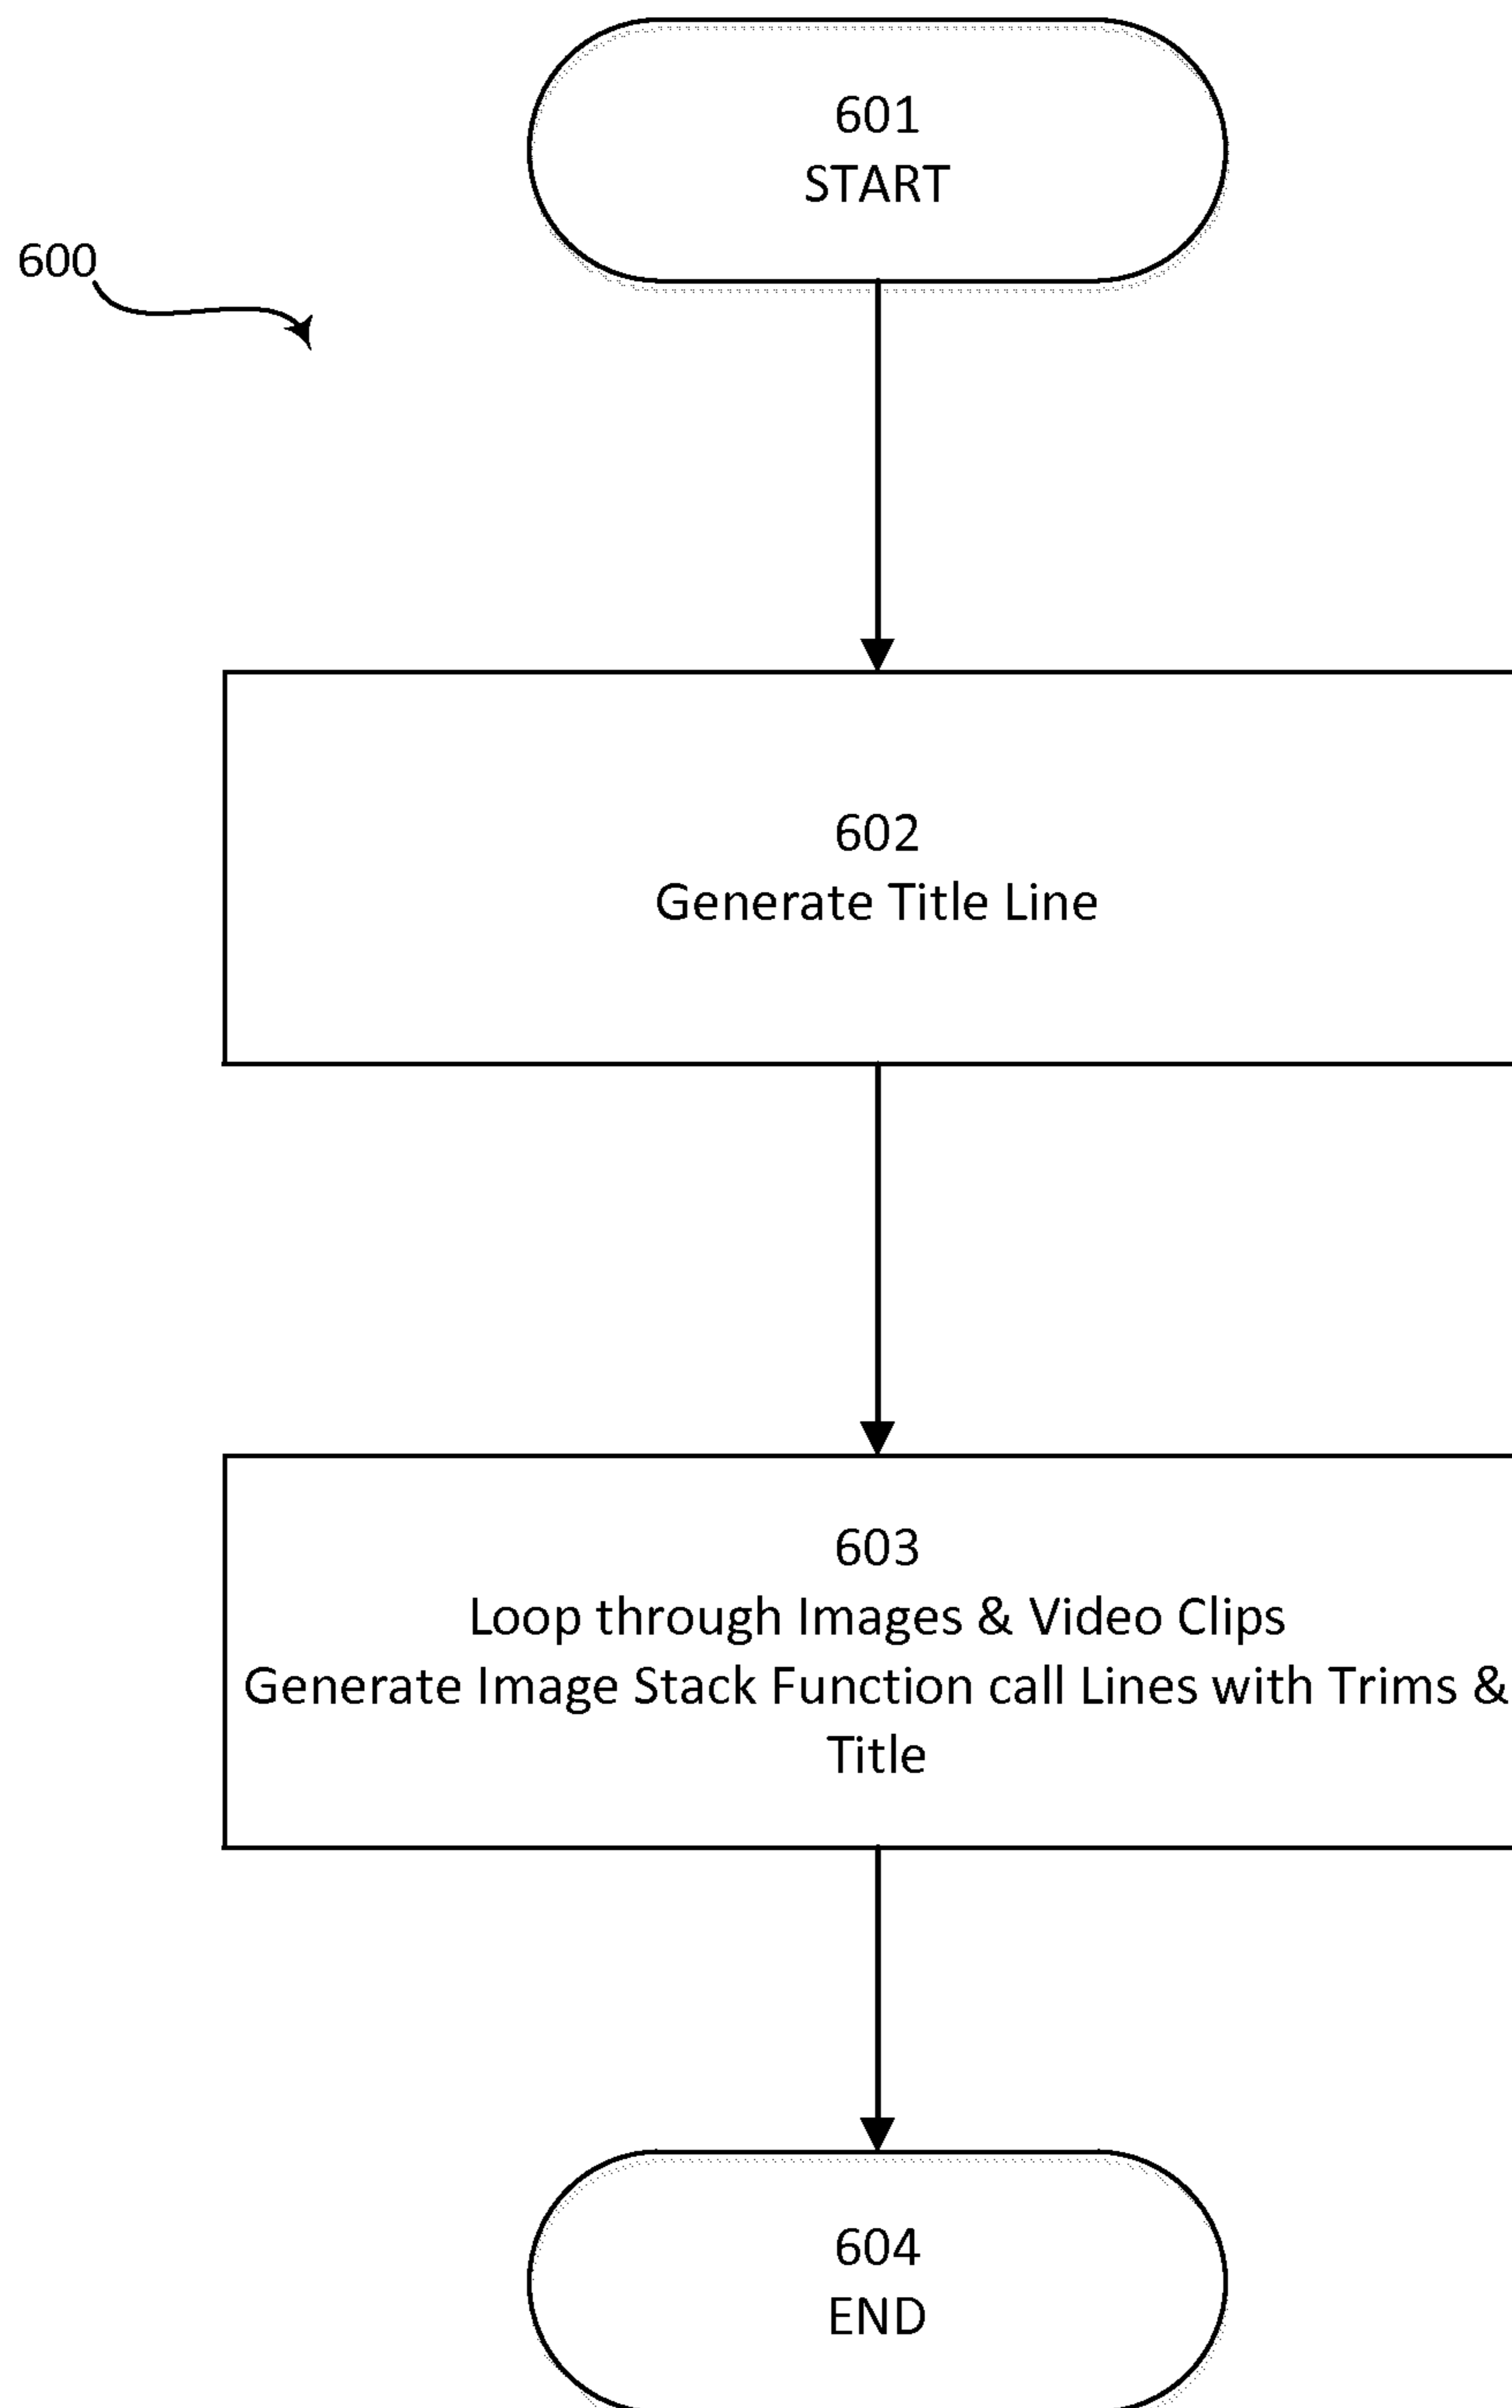 601
START
600
602
Generate Title Line
603
Loop through Images & Video Clips
Generate Image Stack Function call Lines with Trims &
Title
604
END